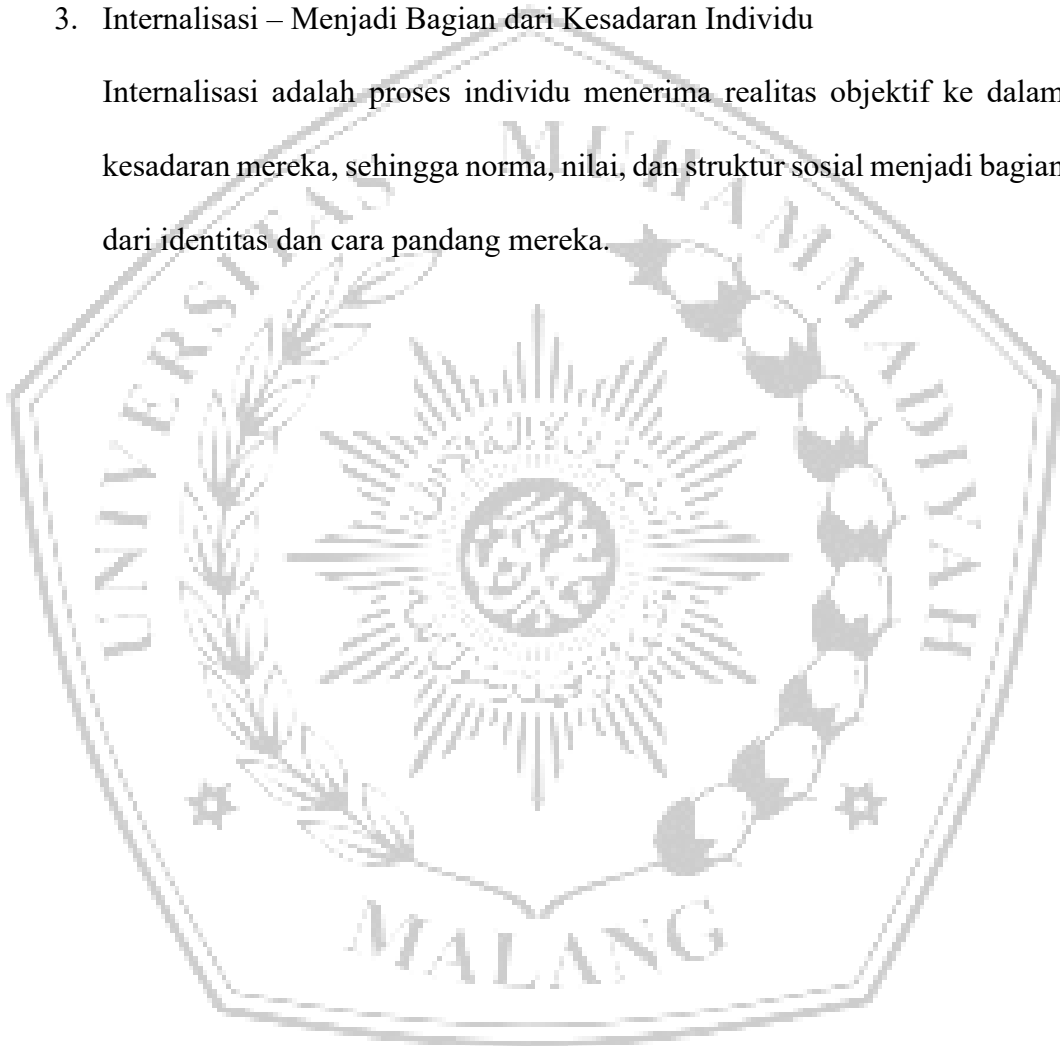 3. Internalisasi – Menjadi Bagian dari Kesadaran Individu
Internalisasi adalah proses individu menerima realitas objektif ke dalam
kesadaran mereka, sehingga norma, nilai, dan struktur sosial menjadi bagian
dari identitas dan cara pandang mereka.
UNIVERSITAS MUHAMMADIYAH
MALANG